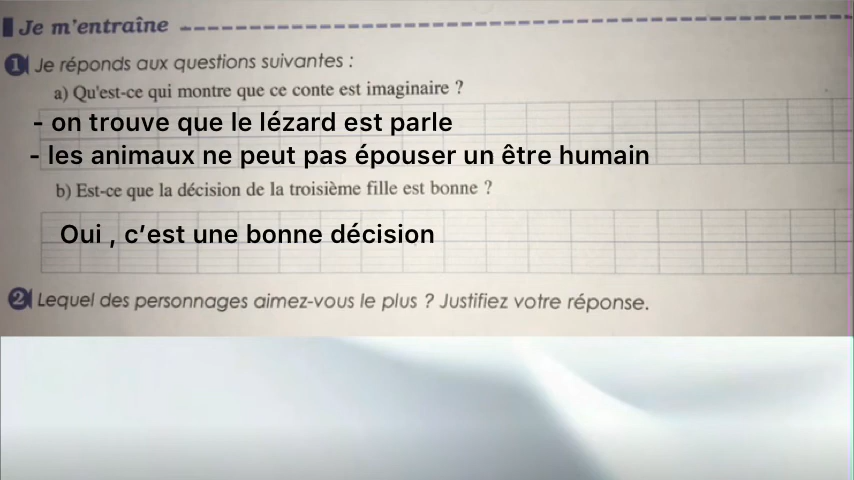 Je m'entraîne
1 Je réponds aux questions suivantes :
a) Qu'est-ce qui montre que ce conte est imaginaire ?
- on trouve que le lézard est parle
- les animaux ne peut pas épouser un être humain
b) Est-ce que la décision de la troisième fille est bonne ?
Oui , c’est une bonne décision
2 Lequel des personnages aimez-vous le plus ? Justifiez votre réponse.